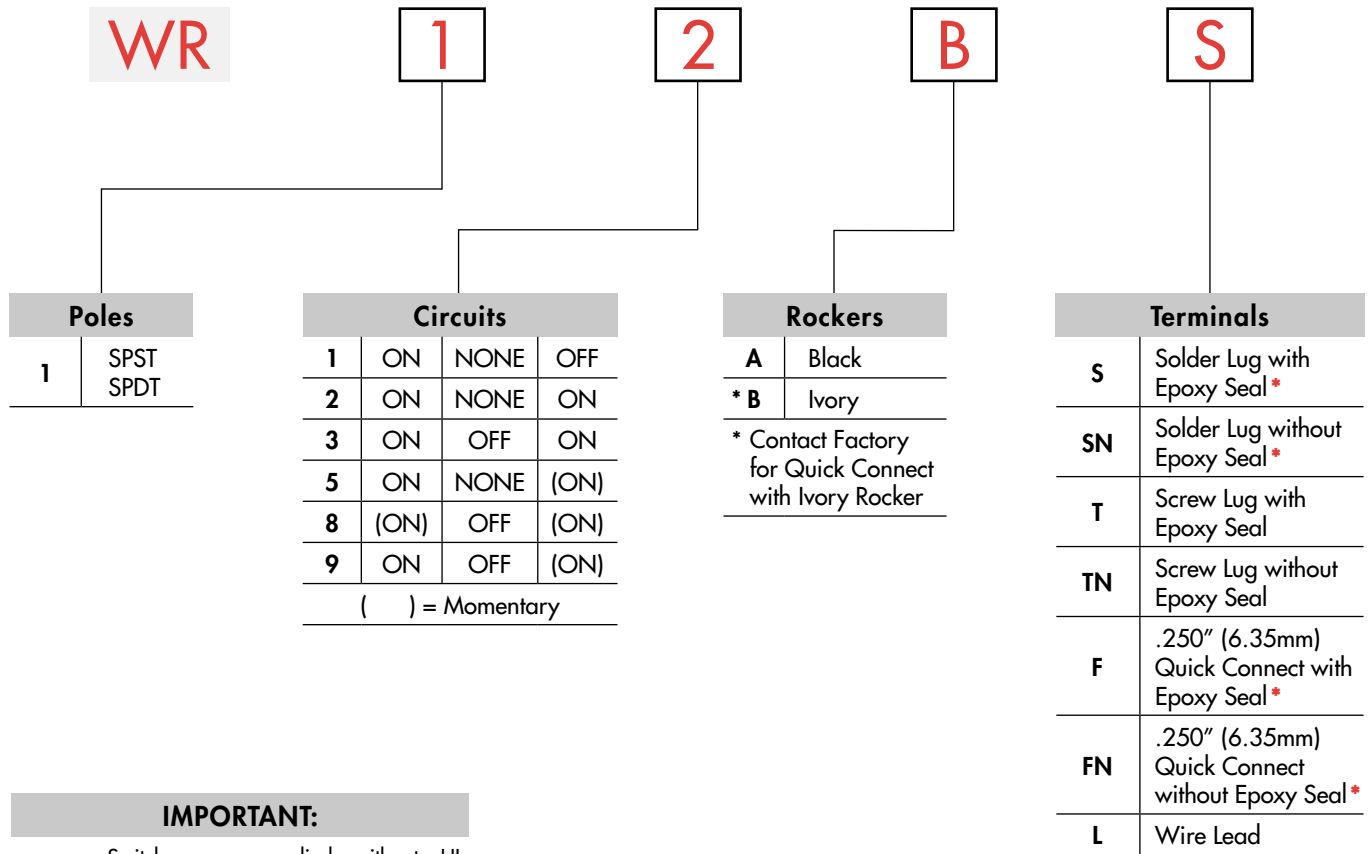 WR 1 2 B S
Poles
1 SPST
SPDT
Circuits
1 ON NONE OFF
2 ON NONE ON
3 ON OFF ON
5 ON NONE (ON)
8 (ON) OFF (ON)
9 ON OFF (ON)
( ) = Momentary
Rockers
A Black
* B Ivory
* Contact Factory
for Quick Connect
with Ivory Rocker
Terminals
S Solder Lug with
Epoxy Seal*
SN Solder Lug without
Epoxy Seal*
T Screw Lug with
Epoxy Seal
TN Screw Lug without
Epoxy Seal
F .250" (6.35mm)
Quick Connect with
Epoxy Seal*
FN .250" (6.35mm)
Quick Connect
without Epoxy Seal*
L Wire Lead
IMPORTANT: